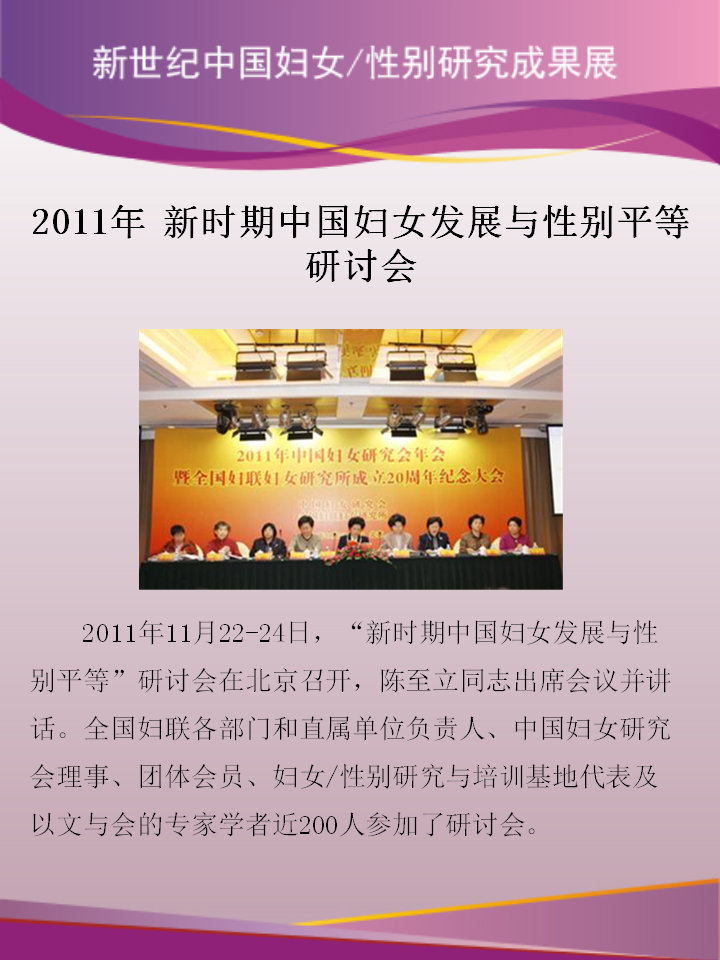 新世纪中国妇女/性别研究成果展
2011年 新时期中国妇女发展与性别平等
研讨会
2011年中国妇女研究会年会
暨全国妇联妇女研究所成立20周年纪念大会
中国妇女研究会
2011年11月22-24日，“新时期中国妇女发展与性
别平等”研讨会在北京召开，陈至立同志出席会议并讲
话。全国妇联各部门和直属单位负责人、中国妇女研究
会理事、团体会员、妇女/性别研究与培训基地代表及
以文与会的专家学者近200人参加了研讨会。